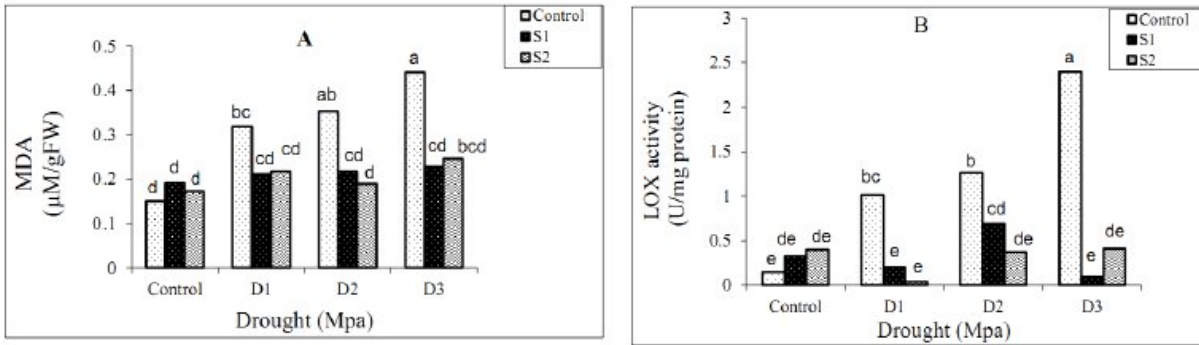 A
Control
S1
S2
MDA
(µM/gFW)
0.5
0.4
0.3
0.2
0.1
0
d d d
bc cd cd
ab cd d
a cd bcd
Control D1 D2 D3
Drought (Mpa)
B
Control
S1
S2
LOX activity
(U/mg protein)
3
2.5
2
1.5
1
0.5
0
e de de
bc e e
b cd de
a e de
Control D1 D2 D3
Drought (Mpa)